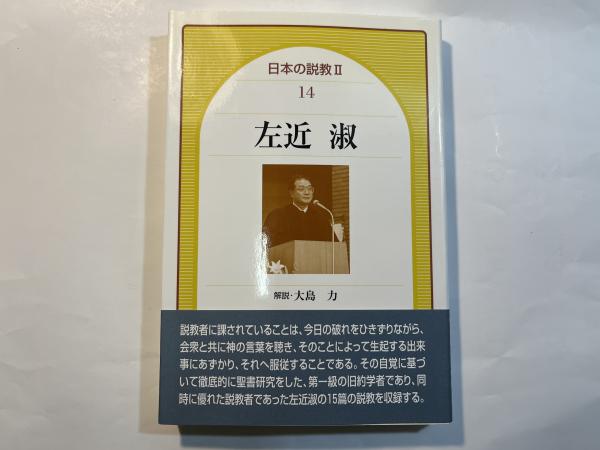 日本の説教Ⅱ
14
左近 淑
解説・大島 力
説教者に課されていることは、今日の破れをひきずりながら、
会衆と共に神の言葉を聴き、そのことによって生起する出来
事にあずかり、それへ服従することである。その自覚に基づ
いて徹底的に聖書研究をした、第一級の旧約学者であり、同
時に優れた説教者であった左近淑の15篇の説教を収録する。